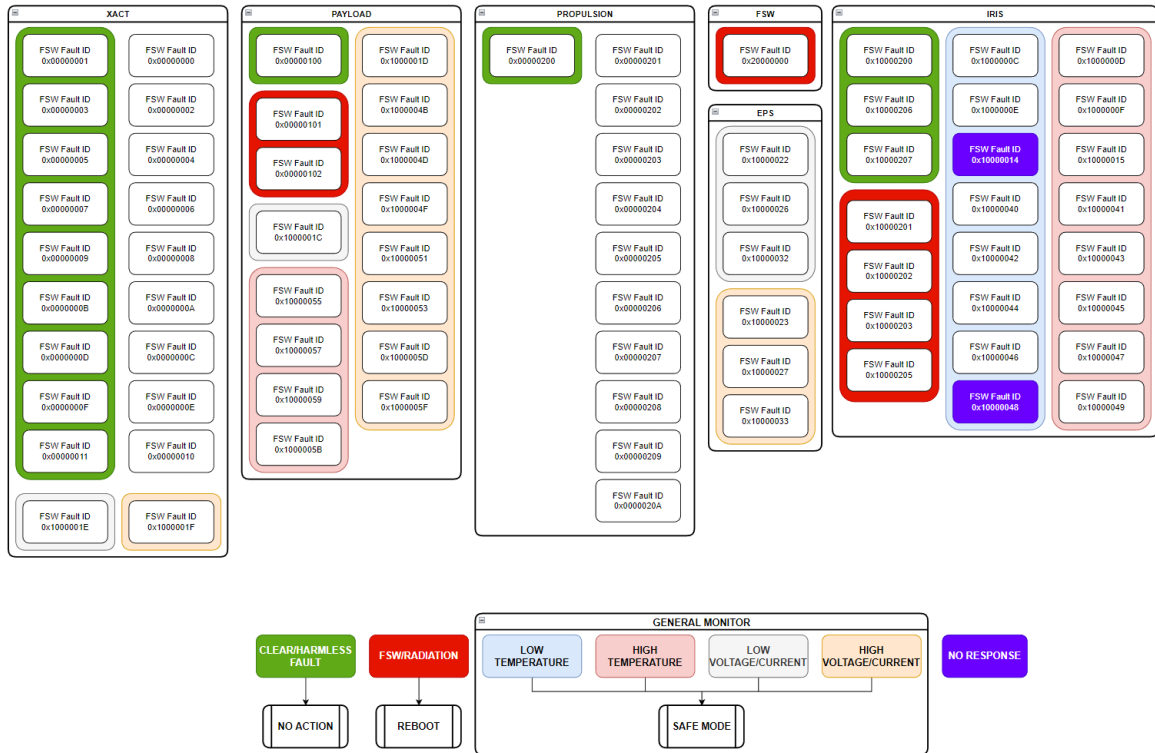 XACT
FSW Fault ID
0x00000001
FSW Fault ID
0x00000003
FSW Fault ID
0x00000005
FSW Fault ID
0x00000007
FSW Fault ID
0x00000009
FSW Fault ID
0x0000000B
FSW Fault ID
0x0000000D
FSW Fault ID
0x0000000F
FSW Fault ID
0x00000011
FSW Fault ID
0x00000000
FSW Fault ID
0x00000002
FSW Fault ID
0x00000004
FSW Fault ID
0x00000006
FSW Fault ID
0x00000008
FSW Fault ID
0x0000000A
FSW Fault ID
0x0000000C
FSW Fault ID
0x0000000E
FSW Fault ID
0x00000010
FSW Fault ID
0x1000001E
FSW Fault ID
0x1000001F
PAYLOAD
FSW Fault ID
0x00000100
FSW Fault ID
0x00000101
FSW Fault ID
0x00000102
FSW Fault ID
0x1000001C
FSW Fault ID
0x10000055
FSW Fault ID
0x10000057
FSW Fault ID
0x10000059
FSW Fault ID
0x1000005B
FSW Fault ID
0x1000001D
FSW Fault ID
0x1000004B
FSW Fault ID
0x1000004D
FSW Fault ID
0x1000004F
FSW Fault ID
0x10000051
FSW Fault ID
0x10000053
FSW Fault ID
0x1000005D
FSW Fault ID
0x1000005F
PROPULSION
FSW Fault ID
0x00000200
FSW Fault ID
0x00000201
FSW Fault ID
0x00000202
FSW Fault ID
0x00000203
FSW Fault ID
0x00000204
FSW Fault ID
0x00000205
FSW Fault ID
0x00000206
FSW Fault ID
0x00000207
FSW Fault ID
0x00000208
FSW Fault ID
0x00000209
FSW Fault ID
0x0000020A
FSW
FSW Fault ID
0x20000000
EPS
FSW Fault ID
0x10000022
FSW Fault ID
0x10000026
FSW Fault ID
0x10000032
FSW Fault ID
0x10000023
FSW Fault ID
0x10000027
FSW Fault ID
0x10000033
IRIS
FSW Fault ID
0x10000200
FSW Fault ID
0x10000206
FSW Fault ID
0x10000207
FSW Fault ID
0x10000201
FSW Fault ID
0x10000202
FSW Fault ID
0x10000203
FSW Fault ID
0x10000205
FSW Fault ID
0x1000000C
FSW Fault ID
0x1000000E
FSW Fault ID
0x10000014
FSW Fault ID
0x10000040
FSW Fault ID
0x10000042
FSW Fault ID
0x10000044
FSW Fault ID
0x10000046
FSW Fault ID
0x10000048
FSW Fault ID
0x1000000D
FSW Fault ID
0x1000000F
FSW Fault ID
0x10000015
FSW Fault ID
0x10000041
FSW Fault ID
0x10000043
FSW Fault ID
0x10000045
FSW Fault ID
0x10000047
FSW Fault ID
0x10000049
CLEAR/HARMLESS
FAULT
NO ACTION
FSW/RADIATION
REBOOT
GENERAL MONITOR
LOW
TEMPERATURE
HIGH
TEMPERATURE
LOW
VOLTAGE/CURRENT
HIGH
VOLTAGE/CURRENT
SAFE MODE
NO RESPONSE